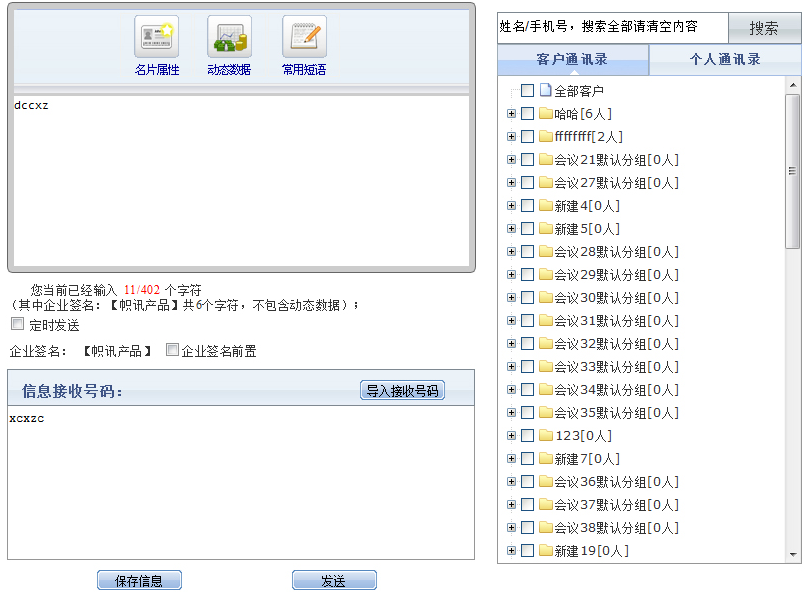 名片属性 动态数据 常用短语
dccxz
您当前已经输入 11/402 个字符
（其中企业签名：【帜讯产品】共6个字符，不包含动态数据）；
定时发送
企业签名： 【帜讯产品】 企业签名前置
信息接收号码： 导入接收号码
xcxzc
保存信息 发送
姓名/手机号，搜索全部请清空内容 搜索
客户通讯录 个人通讯录
全部客户
哈哈[6人]
ffffffff[2人]
会议21默认分组[0人]
会议27默认分组[0人]
新建4[0人]
新建5[0人]
会议28默认分组[0人]
会议29默认分组[0人]
会议30默认分组[0人]
会议31默认分组[0人]
会议32默认分组[0人]
会议33默认分组[0人]
会议34默认分组[0人]
会议35默认分组[0人]
123[0人]
新建7[0人]
会议36默认分组[0人]
会议37默认分组[0人]
会议38默认分组[0人]
新建19[0人]